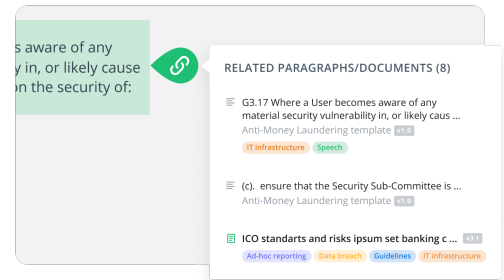 s aware of any
y in, or likely cause
on the security of:
RELATED PARAGRAPHS/DOCUMENTS (8)
G3.17 Where a User becomes aware of any
material security vulnerability in, or likely caus ...
Anti-Money Laundering template v1.0
IT infrastructure Speech
(c). ensure that the Security Sub-Committee is ...
Anti-Money Laundering template v1.0
ICO standarts and risks ipsum set banking c ... v3.1
Ad-hoc reporting Data breach Guidelines IT infrastructure